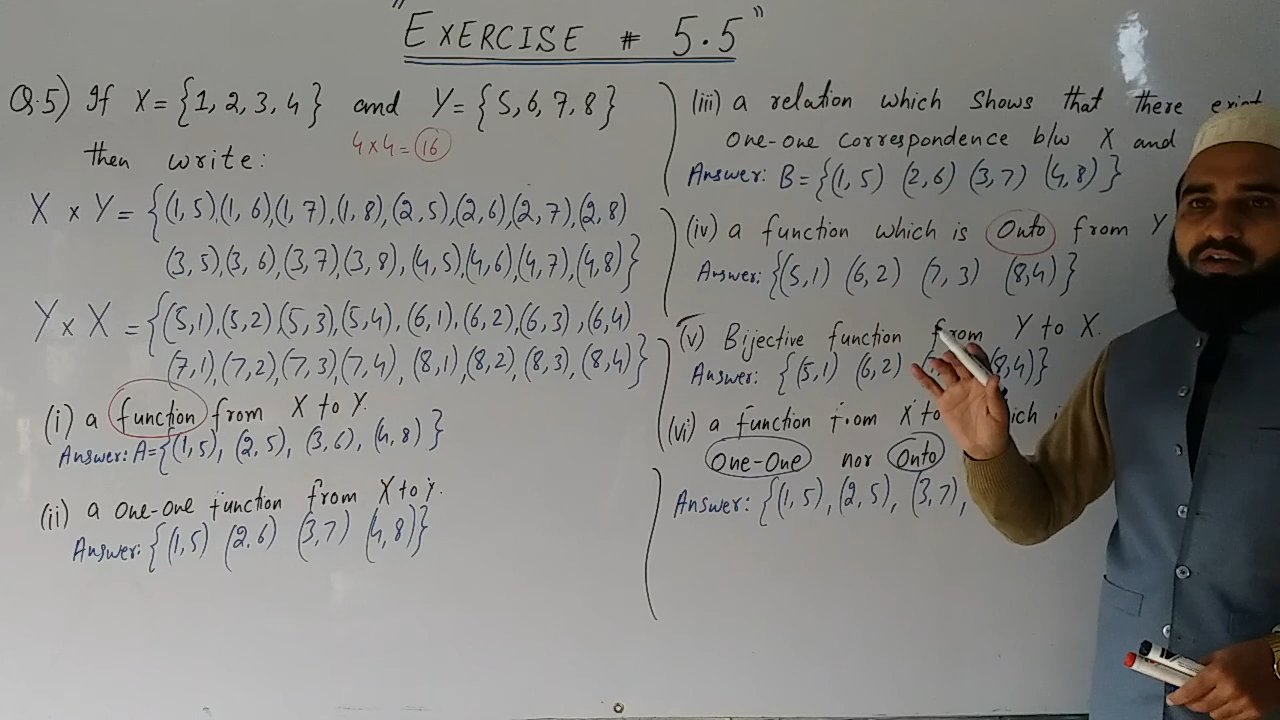 "EXERCISE # 5.5"
Q.5) If X = {1, 2, 3, 4} and Y = {5, 6, 7, 8}
4×4 = 16
then write:
X × Y = {(1, 5),(1, 6),(1, 7),(1, 8),(2, 5),(2, 6),(2, 7),(2, 8)
(3, 5)(3, 6),(3, 7)(3, 8),(4, 5),(4, 6),(4, 7),(4, 8)}
Y × X = {(5, 1),(5, 2)(5, 3)(5, 4),(6, 1),(6, 2)(6, 3),(6, 4)
(7, 1),(7, 2),(7, 3)(7, 4), (8, 1),(8, 2),(8, 3),(8, 4)}
(i) a function from X to Y.
Answer: A={(1, 5), (2, 5), (3, 6), (4, 8)}
(ii) a one-one function from X to Y.
Answer: {(1, 5) (2, 6) (3, 7) (4, 8)}
(iii) a relation which shows that there
One-one correspondence b/w X and
Answer: B = {(1, 5) (2, 6) (3, 7) (4, 8)}
(iv) a function which is Onto from Y
Answer: {(5, 1) (6, 2) (7, 3) (8, 4)}
(v) Bijective function from Y to X.
Answer: {(5, 1) (6, 2) (8, 4)}
(vi) a function from X to
One-One nor Onto
Answer: {(1, 5), (2, 5), (3, 7),